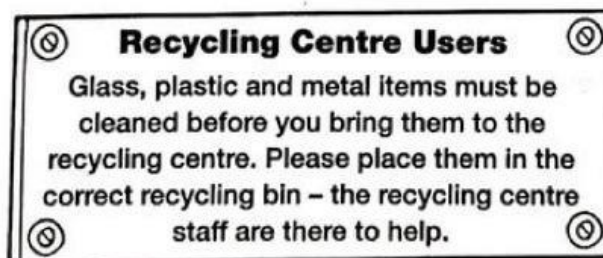 Recycling Centre Users
Glass, plastic and metal items must be
cleaned before you bring them to the
recycling centre. Please place them in the
correct recycling bin – the recycling centre
staff are there to help.